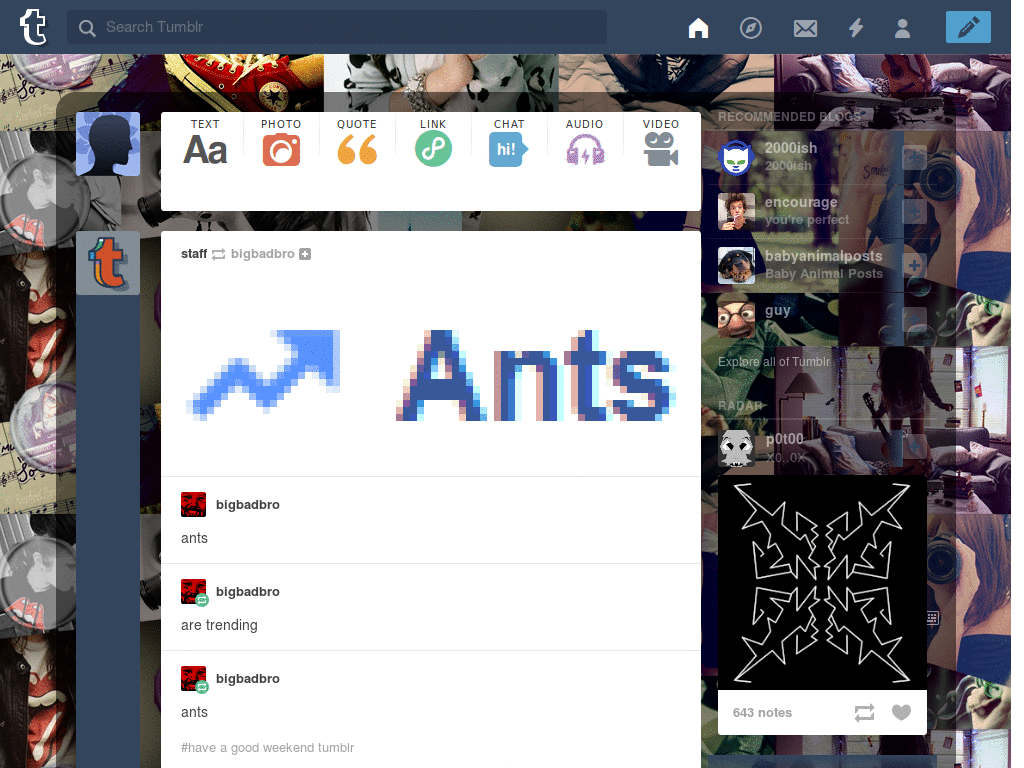 Search Tumblr
TEXT
PHOTO
QUOTE
LINK
CHAT
AUDIO
VIDEO
Aa
hi!
staff bigbadbro
Ants
bigbadbro
ants
bigbadbro
are trending
bigbadbro
ants
#have a good weekend tumblr
RECOMMENDED BLOGS
2000ish
2000ish
encourage
you're perfect
babyanimalposts
Baby Animal Posts
guy
Explore all of Tumblr
RADAR
p0t00
X0..0X
643 notes